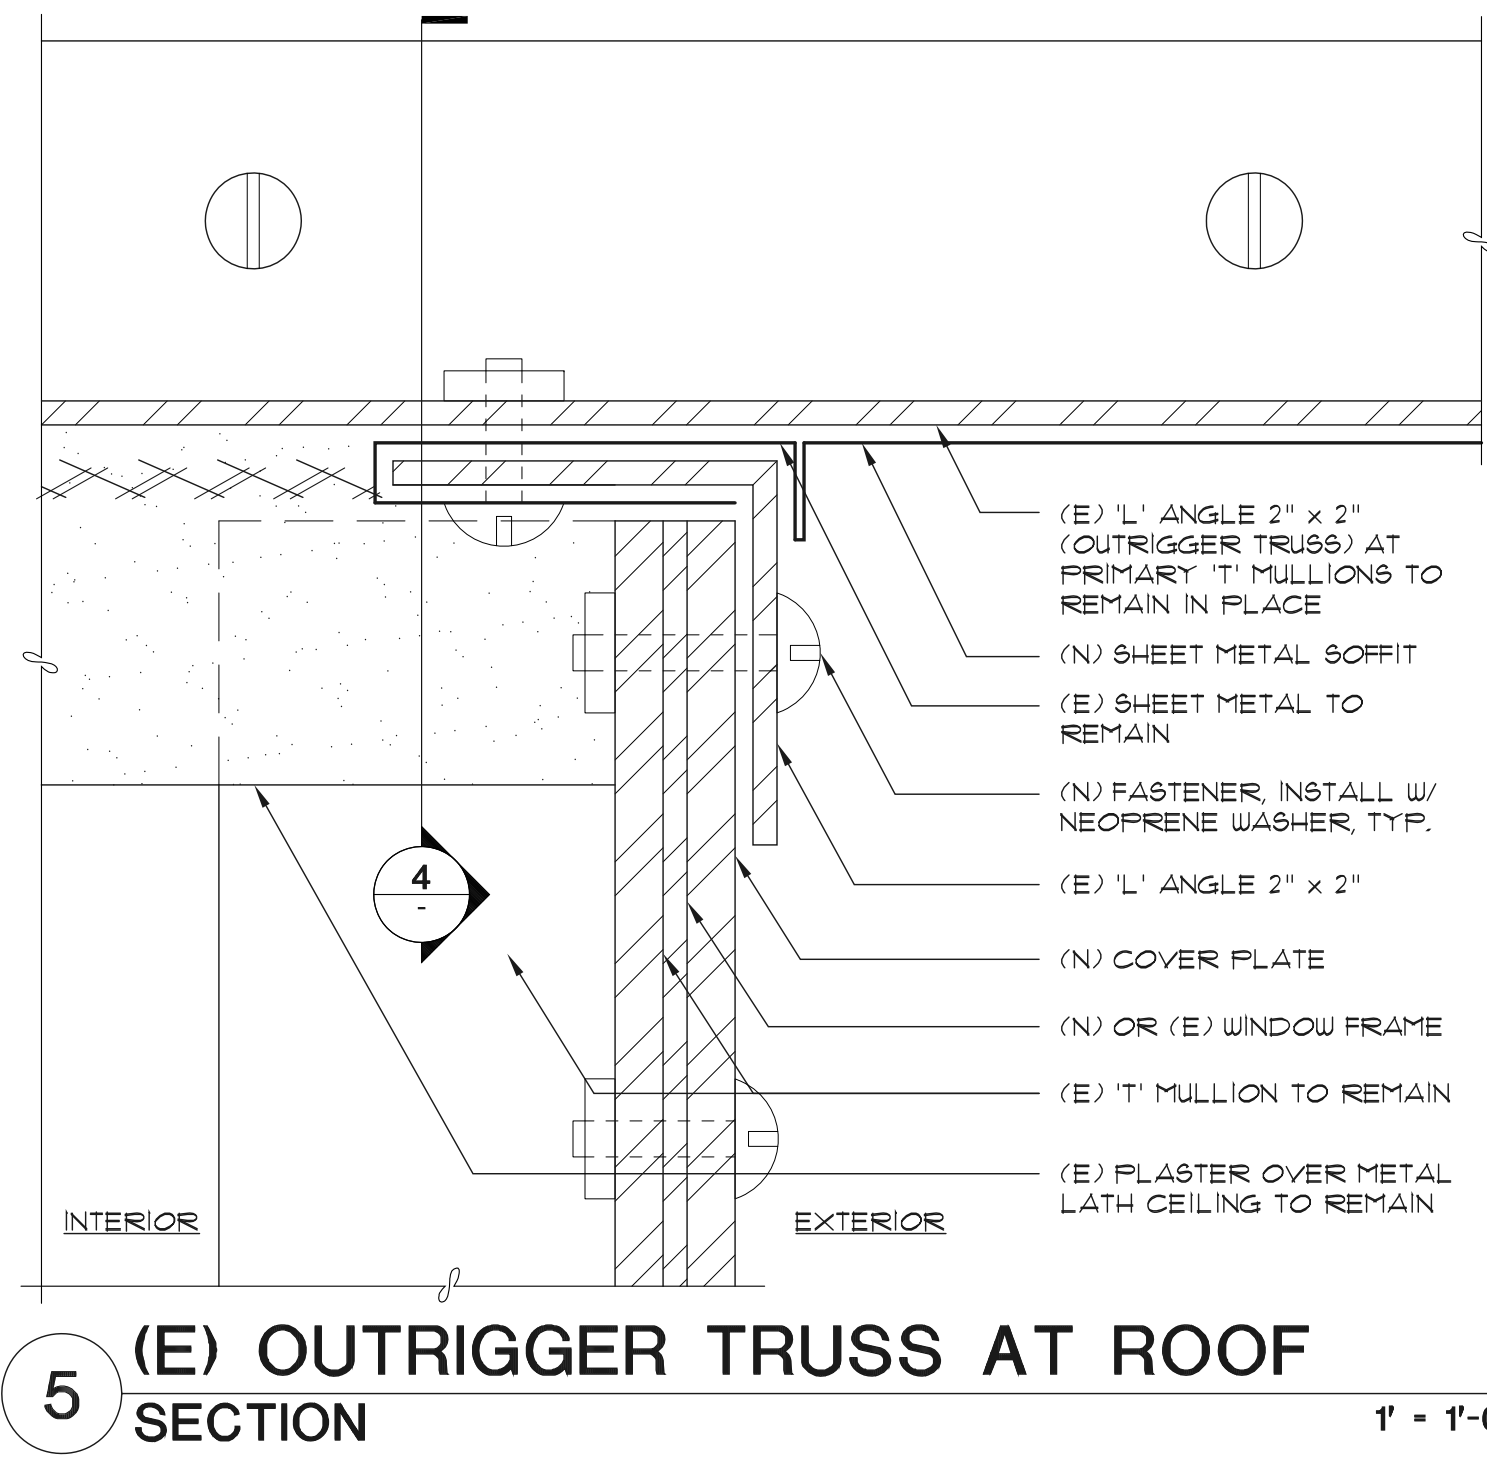 (E) 'L' ANGLE 2" x 2"
(OUTRIGGER TRUSS) AT
PRIMARY 'T' MULLIONS TO
REMAIN IN PLACE
(N) SHEET METAL SOFFIT
(E) SHEET METAL TO
REMAIN
(N) FASTENER, INSTALL W/
NEOPRENE WASHER, TYP.
(E) 'L' ANGLE 2" x 2"
4
-
(N) COVER PLATE
(N) OR (E) WINDOW FRAME
(E) 'T' MULLION TO REMAIN
(E) PLASTER OVER METAL
LATH CEILING TO REMAIN
INTERIOR
EXTERIOR
5
(E) OUTRIGGER TRUSS AT ROOF
SECTION
1' = 1'-